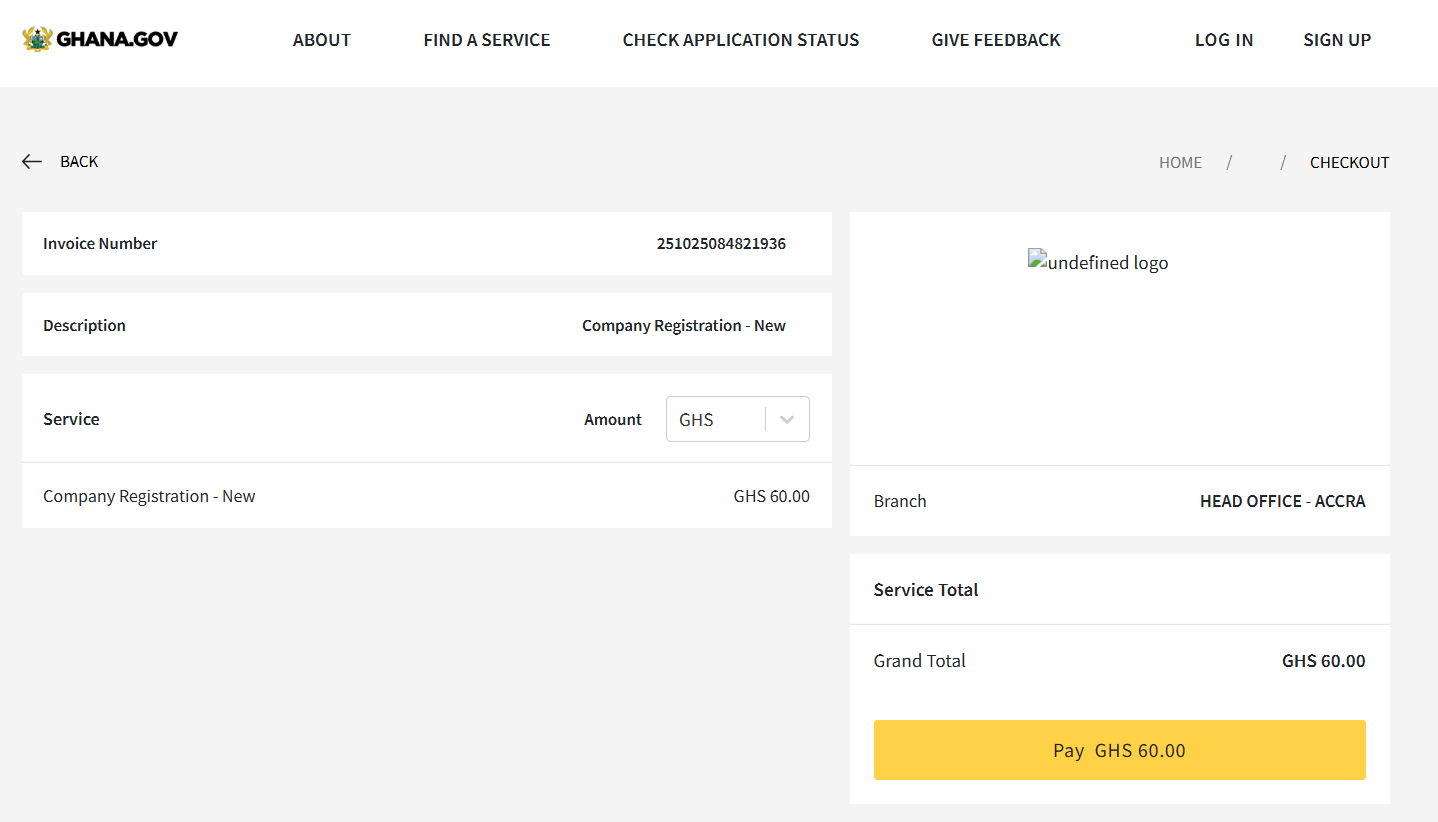 GHANA.GOV ABOUT FIND A SERVICE CHECK APPLICATION STATUS GIVE FEEDBACK LOG IN SIGN UP
BACK
HOME / / CHECKOUT
Invoice Number 251025084821936
Description Company Registration - New
Service Amount GHS
Company Registration - New GHS 60.00
undefined logo
Branch HEAD OFFICE - ACCRA
Service Total
Grand Total GHS 60.00
Pay GHS 60.00